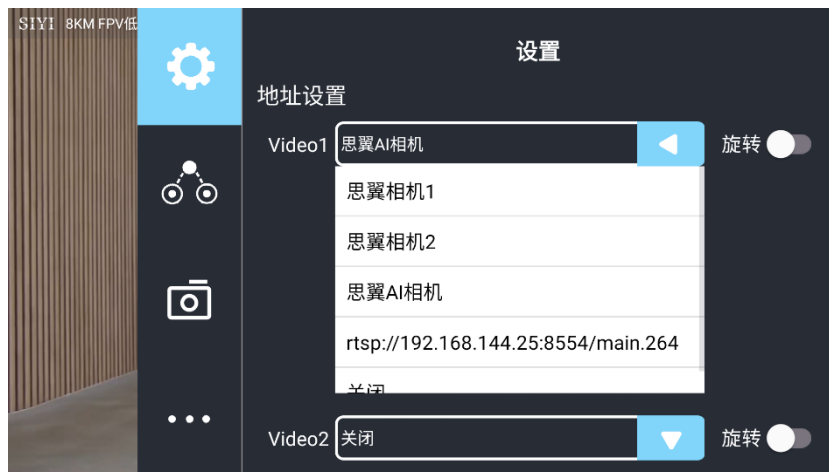 SIYI 8KM FPV低
设置
地址设置
Video1 思翼AI相机 旋转
思翼相机1
思翼相机2
思翼AI相机
rtsp://192.168.144.25:8554/main.264
关闭
Video2 关闭 旋转